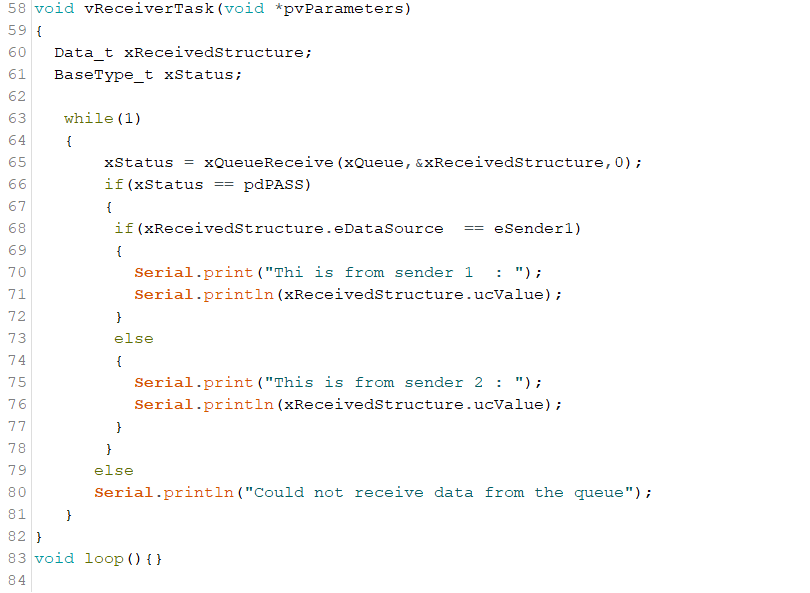 58 void vReceiverTask(void *pvParameters)
59 {
60   Data_t xReceivedStructure;
61   BaseType_t xStatus;
62
63    while(1)
64    {
65        xStatus = xQueueReceive(xQueue,&xReceivedStructure,0);
66        if(xStatus == pdPASS)
67        {
68         if(xReceivedStructure.eDataSource  == eSender1)
69         {
70           Serial.print("Thi is from sender 1  : ");
71           Serial.println(xReceivedStructure.ucValue);
72         }
73         else
74         {
75           Serial.print("This is from sender 2 : ");
76           Serial.println(xReceivedStructure.ucValue);
77         }
78        }
79       else
80       Serial.println("Could not receive data from the queue");
81    }
82 }
83 void loop(){}
84